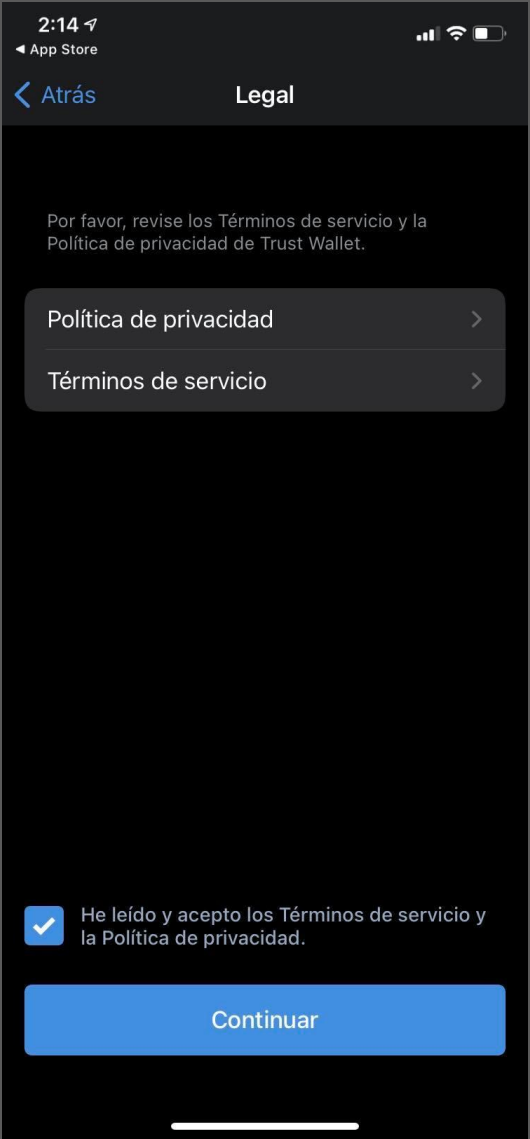 2:14
App Store
Atrás
Legal
Por favor, revise los Términos de servicio y la
Política de privacidad de Trust Wallet.
Política de privacidad
Términos de servicio
He leído y acepto los Términos de servicio y
la Política de privacidad.
Continuar